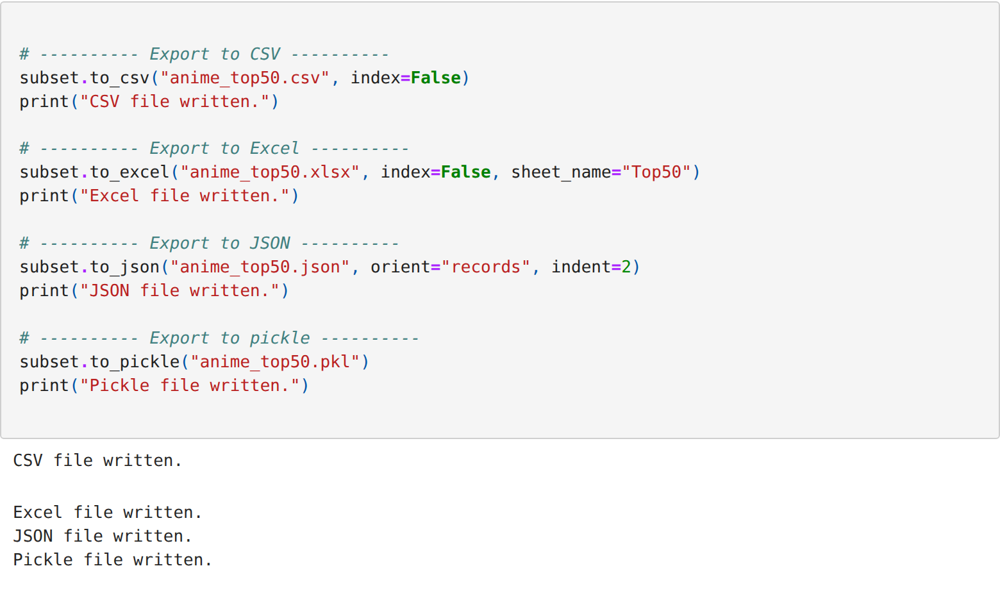 # ---------- Export to CSV ----------
subset.to_csv("anime_top50.csv", index=False)
print("CSV file written.")
# ---------- Export to Excel ----------
subset.to_excel("anime_top50.xlsx", index=False, sheet_name="Top50")
print("Excel file written.")
# ---------- Export to JSON ----------
subset.to_json("anime_top50.json", orient="records", indent=2)
print("JSON file written.")
# ---------- Export to pickle ----------
subset.to_pickle("anime_top50.pkl")
print("Pickle file written.")
CSV file written.
Excel file written.
JSON file written.
Pickle file written.